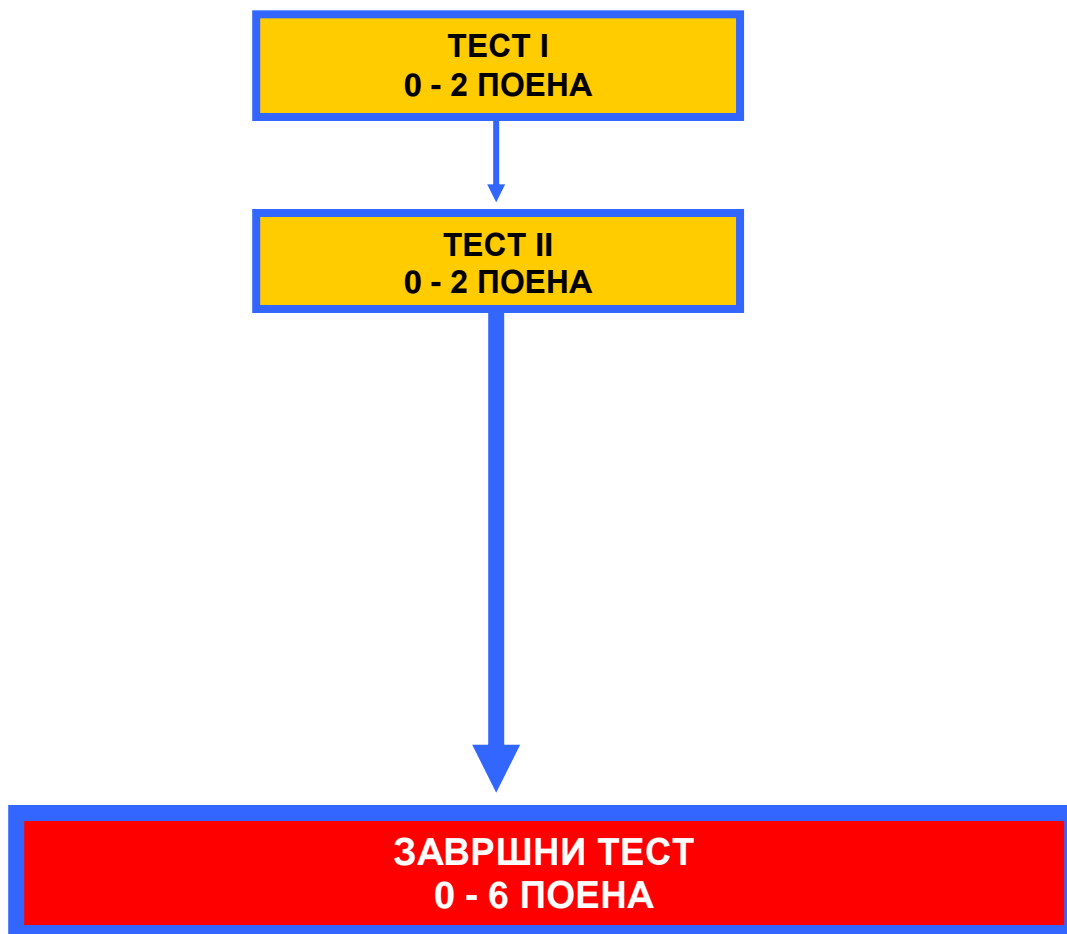 ТЕСТ I
0 - 2 ПОЕНА
ТЕСТ II
0 - 2 ПОЕНА
ЗАВРШНИ ТЕСТ
0 - 6 ПОЕНА